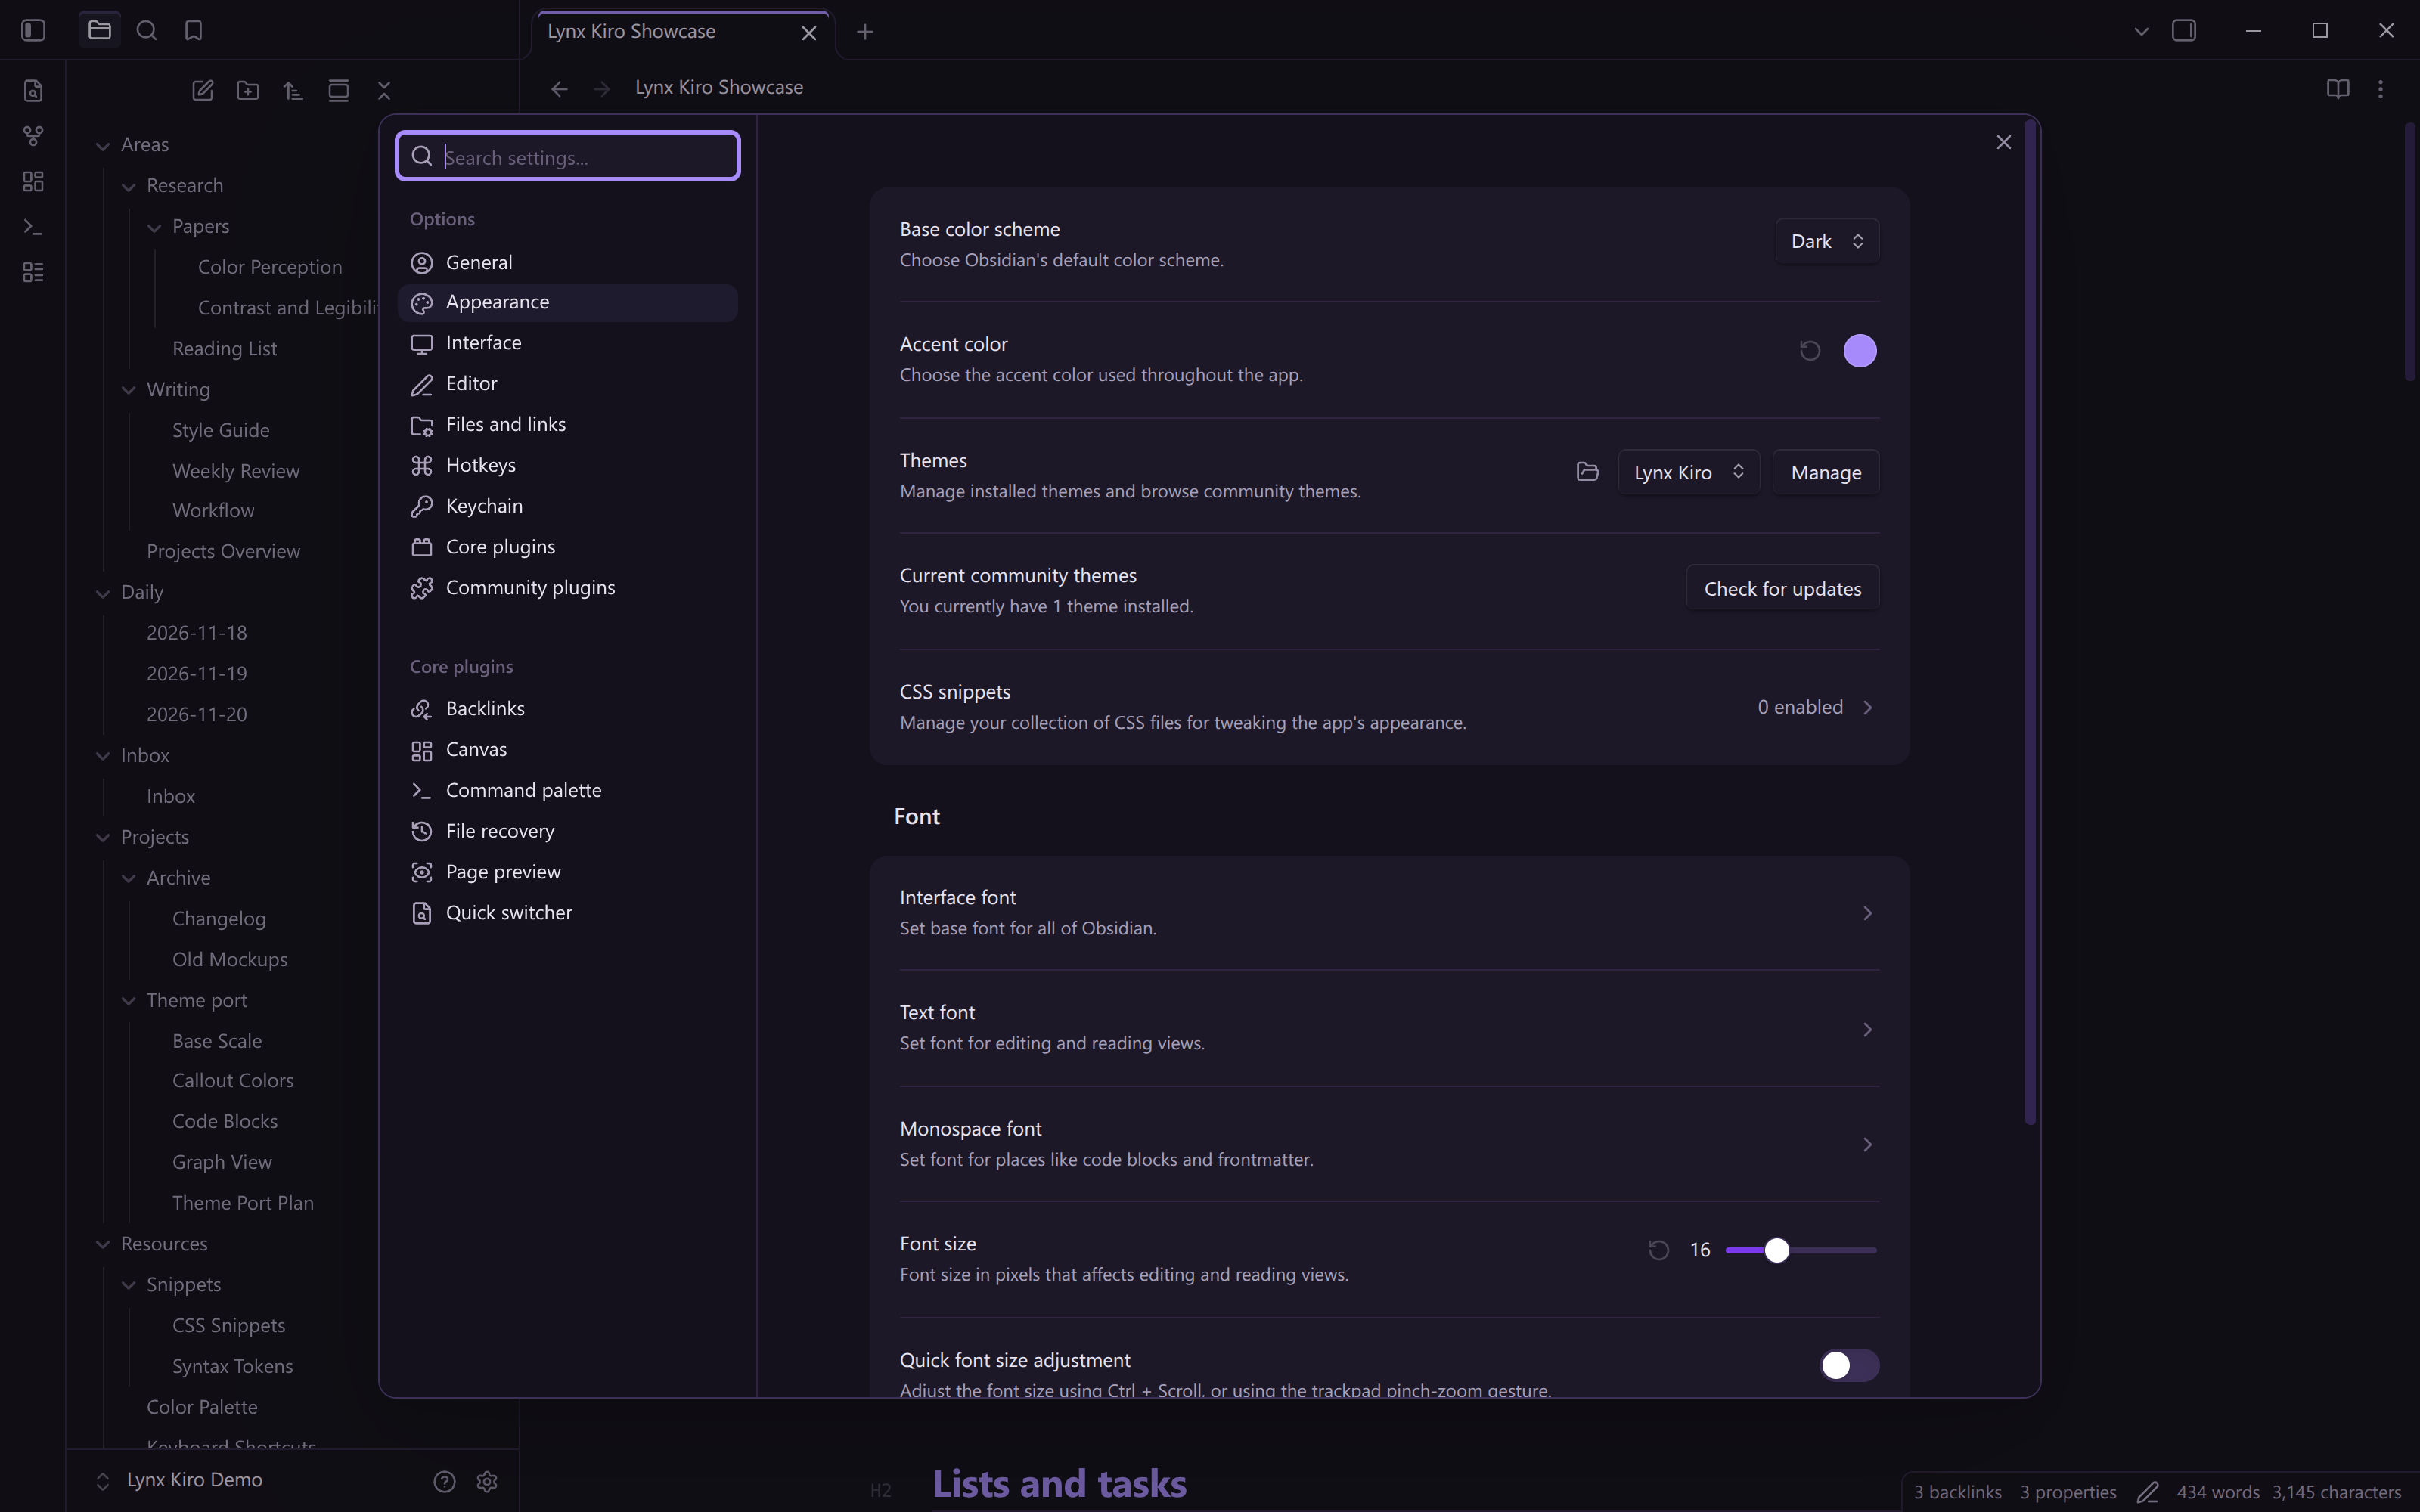 Lynx Kiro Showcase
Lynx Kiro Showcase
Areas
Research
Papers
Color Perception
Contrast and Legibili
Reading List
Writing
Style Guide
Weekly Review
Workflow
Projects Overview
Daily
2026-11-18
2026-11-19
2026-11-20
Inbox
Inbox
Projects
Archive
Changelog
Old Mockups
Theme port
Base Scale
Callout Colors
Code Blocks
Graph View
Theme Port Plan
Resources
Snippets
CSS Snippets
Syntax Tokens
Color Palette
Keyboard Shortcuts
Lynx Kiro Demo
Search settings...
Options
General
Appearance
Interface
Editor
Files and links
Hotkeys
Keychain
Core plugins
Community plugins
Core plugins
Backlinks
Canvas
Command palette
File recovery
Page preview
Quick switcher
Base color scheme
Choose Obsidian's default color scheme.
Dark
Accent color
Choose the accent color used throughout the app.
Themes
Manage installed themes and browse community themes.
Lynx Kiro
Manage
Current community themes
You currently have 1 theme installed.
Check for updates
CSS snippets
Manage your collection of CSS files for tweaking the app's appearance.
0 enabled
Font
Interface font
Set base font for all of Obsidian.
Text font
Set font for editing and reading views.
Monospace font
Set font for places like code blocks and frontmatter.
Font size
Font size in pixels that affects editing and reading views.
16
Quick font size adjustment
Adjust the font size using Ctrl + Scroll, or using the trackpad pinch-zoom gesture.
H2
Lists and tasks
3 backlinks
3 properties
434 words
3,145 characters